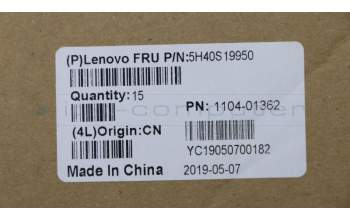 (P)Lenovo FRU P/N:5H40S19950
Quantity:15
PN: 1104-01362
(4L)Origin:CN
YC19050700182
Made In China
2019-05-07